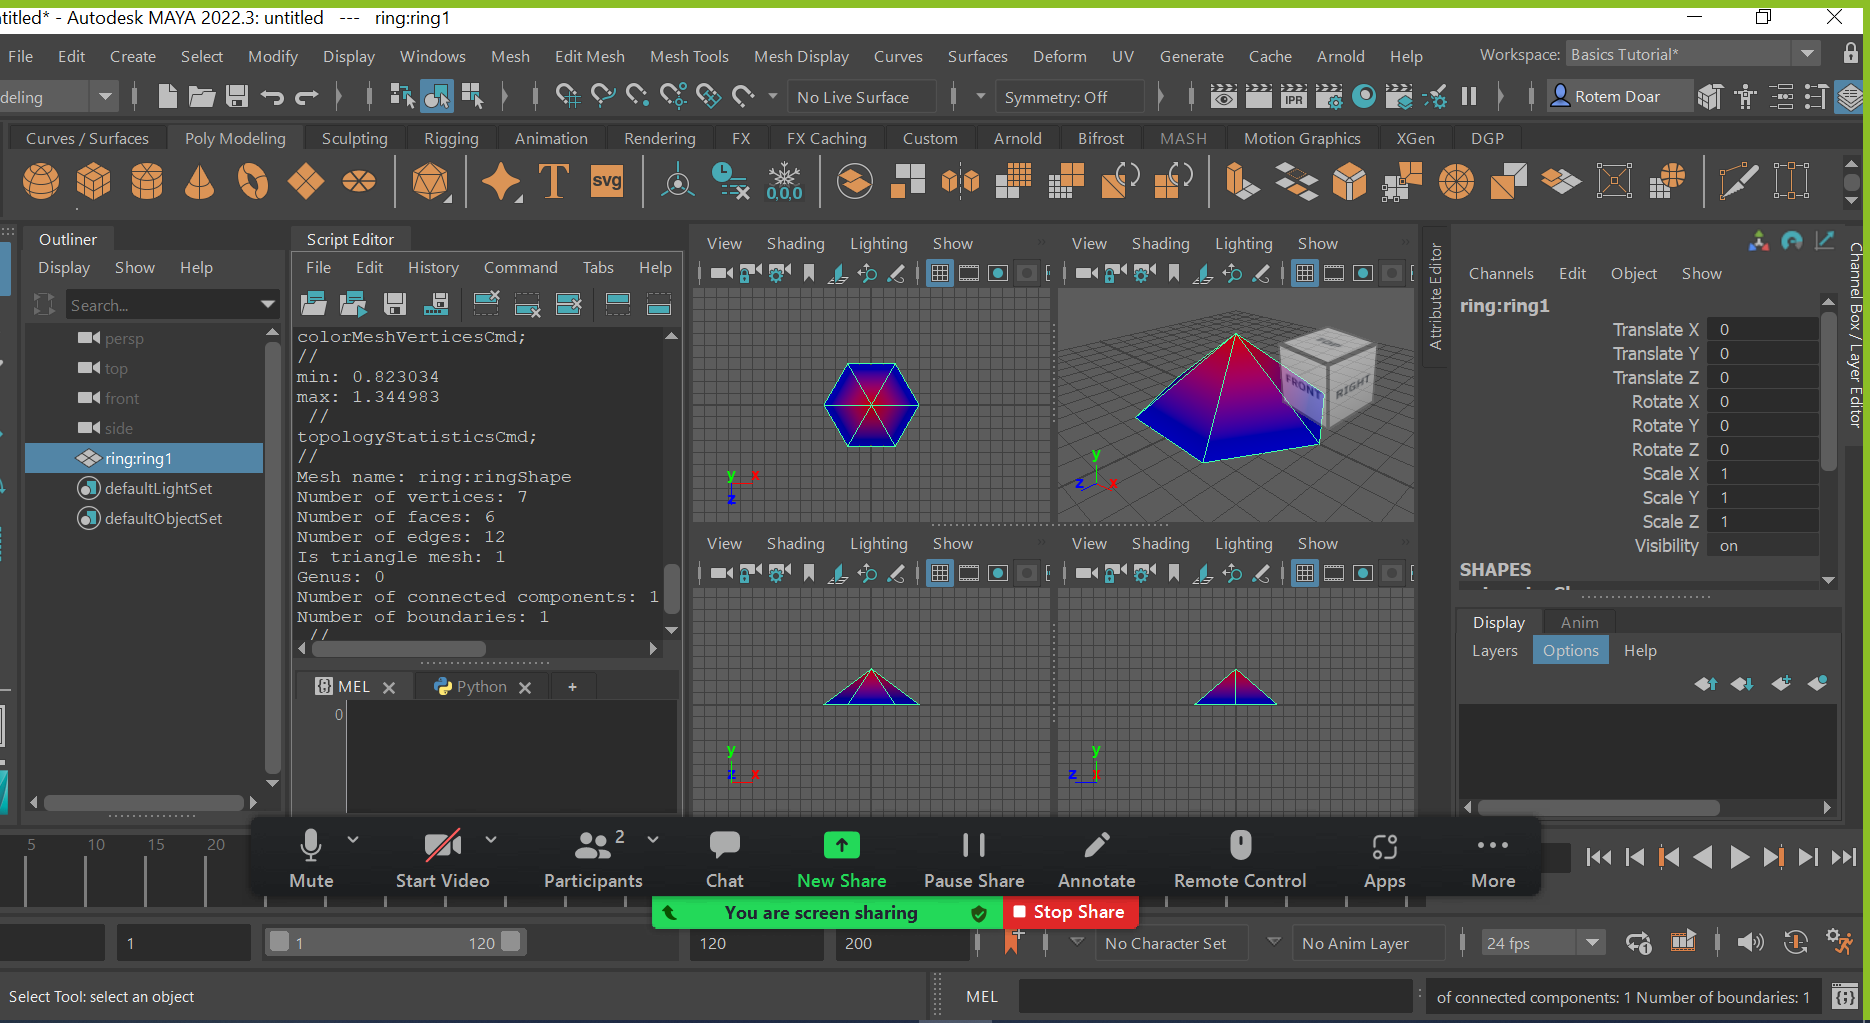 ntitled* - Autodesk MAYA 2022.3: untitled --- ring:ring1
File Edit Create Select Modify Display Windows Mesh Edit Mesh Mesh Tools Mesh Display Curves Surfaces Deform UV Generate Cache Arnold Help Workspace: Basics Tutorial*
deling No Live Surface Symmetry: Off IPR Rotem Doar
Curves / Surfaces Poly Modeling Sculpting Rigging Animation Rendering FX FX Caching Custom Arnold Bifrost MASH Motion Graphics XGen DGP
T svg 0,0,0
Outliner
Display Show Help
Search...
persp
top
front
side
ring:ring1
defaultLightSet
defaultObjectSet
Script Editor
File Edit History Command Tabs Help
colorMeshVerticesCmd;
//
min: 0.823034
max: 1.344983
//
topologyStatisticsCmd;
//
Mesh name: ring:ringShape
Number of vertices: 7
Number of faces: 6
Number of edges: 12
Is triangle mesh: 1
Genus: 0
Number of connected components: 1
Number of boundaries: 1
//
MEL Python +
0
View Shading Lighting Show
y x
z
View Shading Lighting Show
TOP
FRONT RIGHT
y
z x
View Shading Lighting Show
y
z x
View Shading Lighting Show
y
z
Attribute Editor
Channels Edit Object Show
ring:ring1
Translate X 0
Translate Y 0
Translate Z 0
Rotate X 0
Rotate Y 0
Rotate Z 0
Scale X 1
Scale Y 1
Scale Z 1
Visibility on
SHAPES
Channel Box / Layer Editor
Display Anim
Layers Options Help
5 10 15 20
2
Mute Start Video Participants Chat New Share Pause Share Annotate Remote Control Apps More
You are screen sharing Stop Share
1 1 120 120 200 No Character Set No Anim Layer 24 fps
Select Tool: select an object MEL of connected components: 1 Number of boundaries: 1